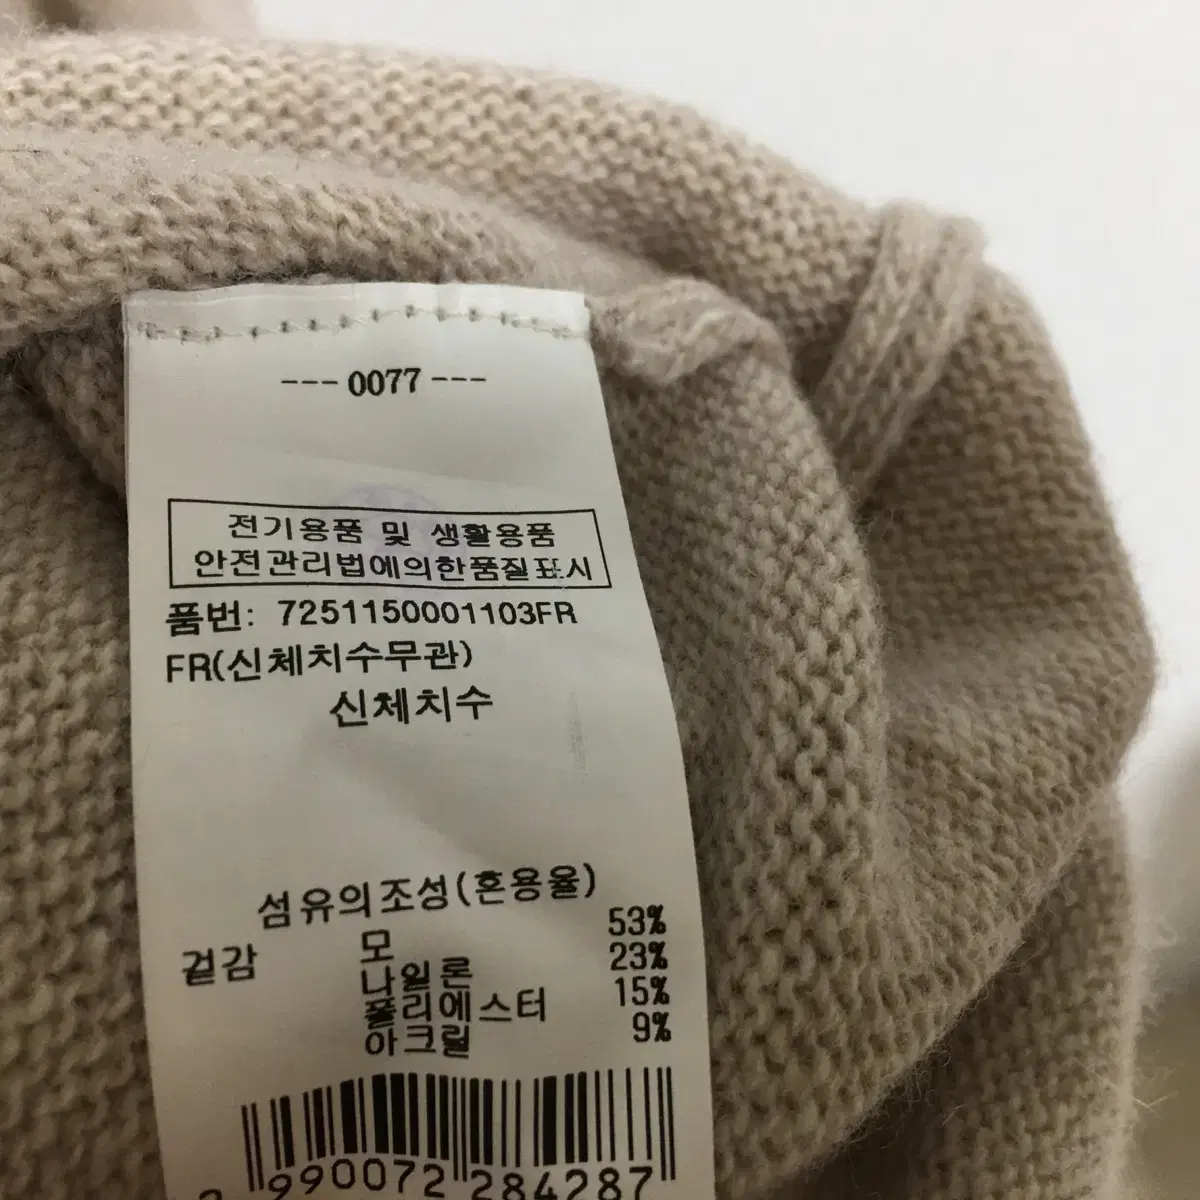 --- 0077 ---
전기용품 및 생활용품
안전관리법에의한품질표시
품번: 7251150001103FR
FR(신체치수무관)
신체치수
섬유의조성(혼용율)
겉감 모 53%
나일론 23%
폴리에스터 15%
아크릴 9%
990072 284287